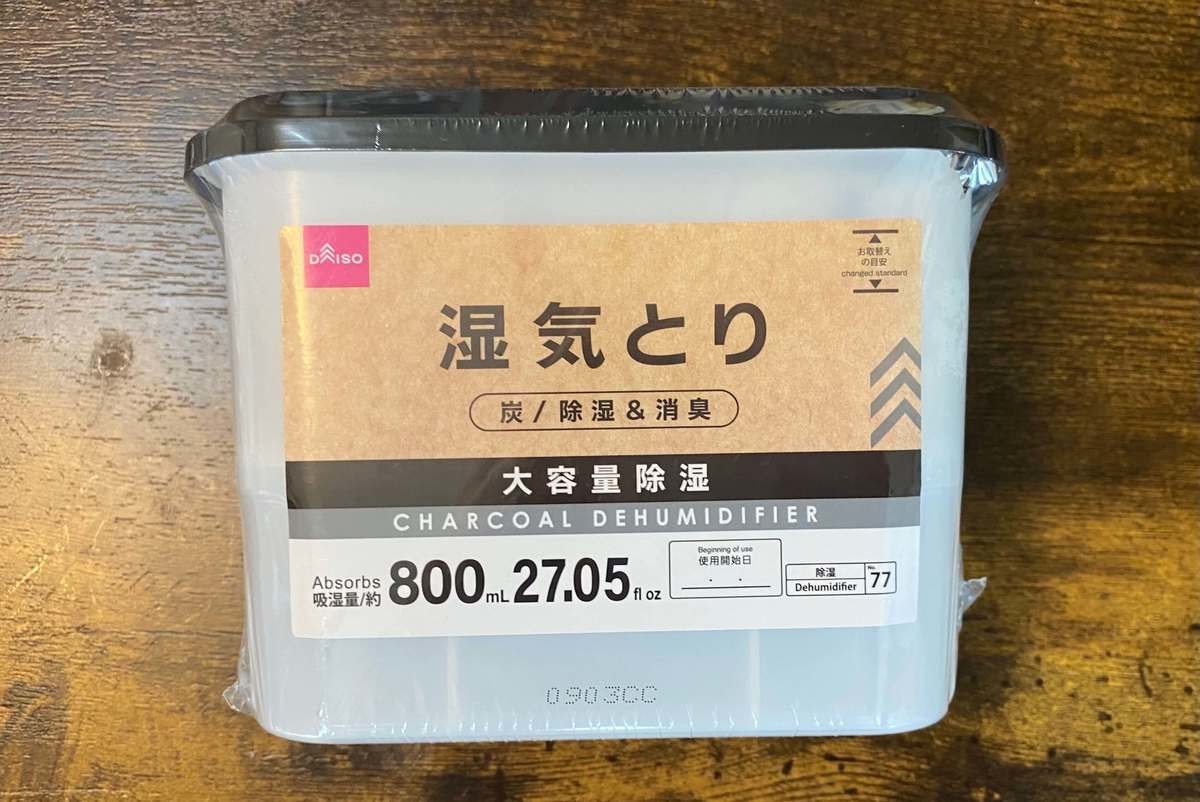 DAISO
お取替え
の目安
changed standard
湿気とり
炭/除湿&消臭
大容量除湿
CHARCOAL DEHUMIDIFIER
Absorbs
吸湿量/約
800mL 27.05fl oz
Beginning of use
使用開始日
. .
除湿
Dehumidifier
No.
77
0903CC